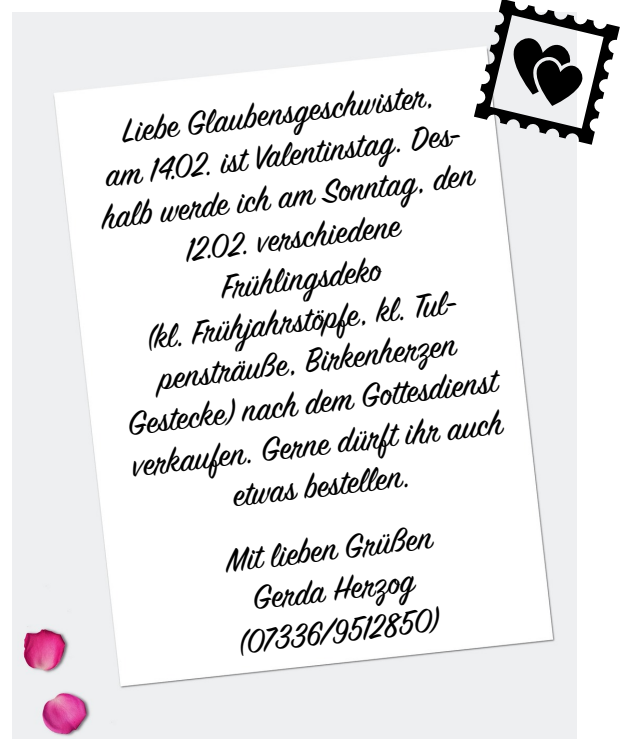 Liebe Glaubensgeschwister,
am 14.02. ist Valentinstag. Des-
halb werde ich am Sonntag, den
12.02. verschiedene
Frühlingsdeko
(kl. Frühjahrstöpfe, kl. Tul-
pensträuße, Birkenherzen
Gestecke) nach dem Gottesdienst
verkaufen. Gerne dürft ihr auch
etwas bestellen.
Mit lieben Grüßen
Gerda Herzog
(07336/9512850)